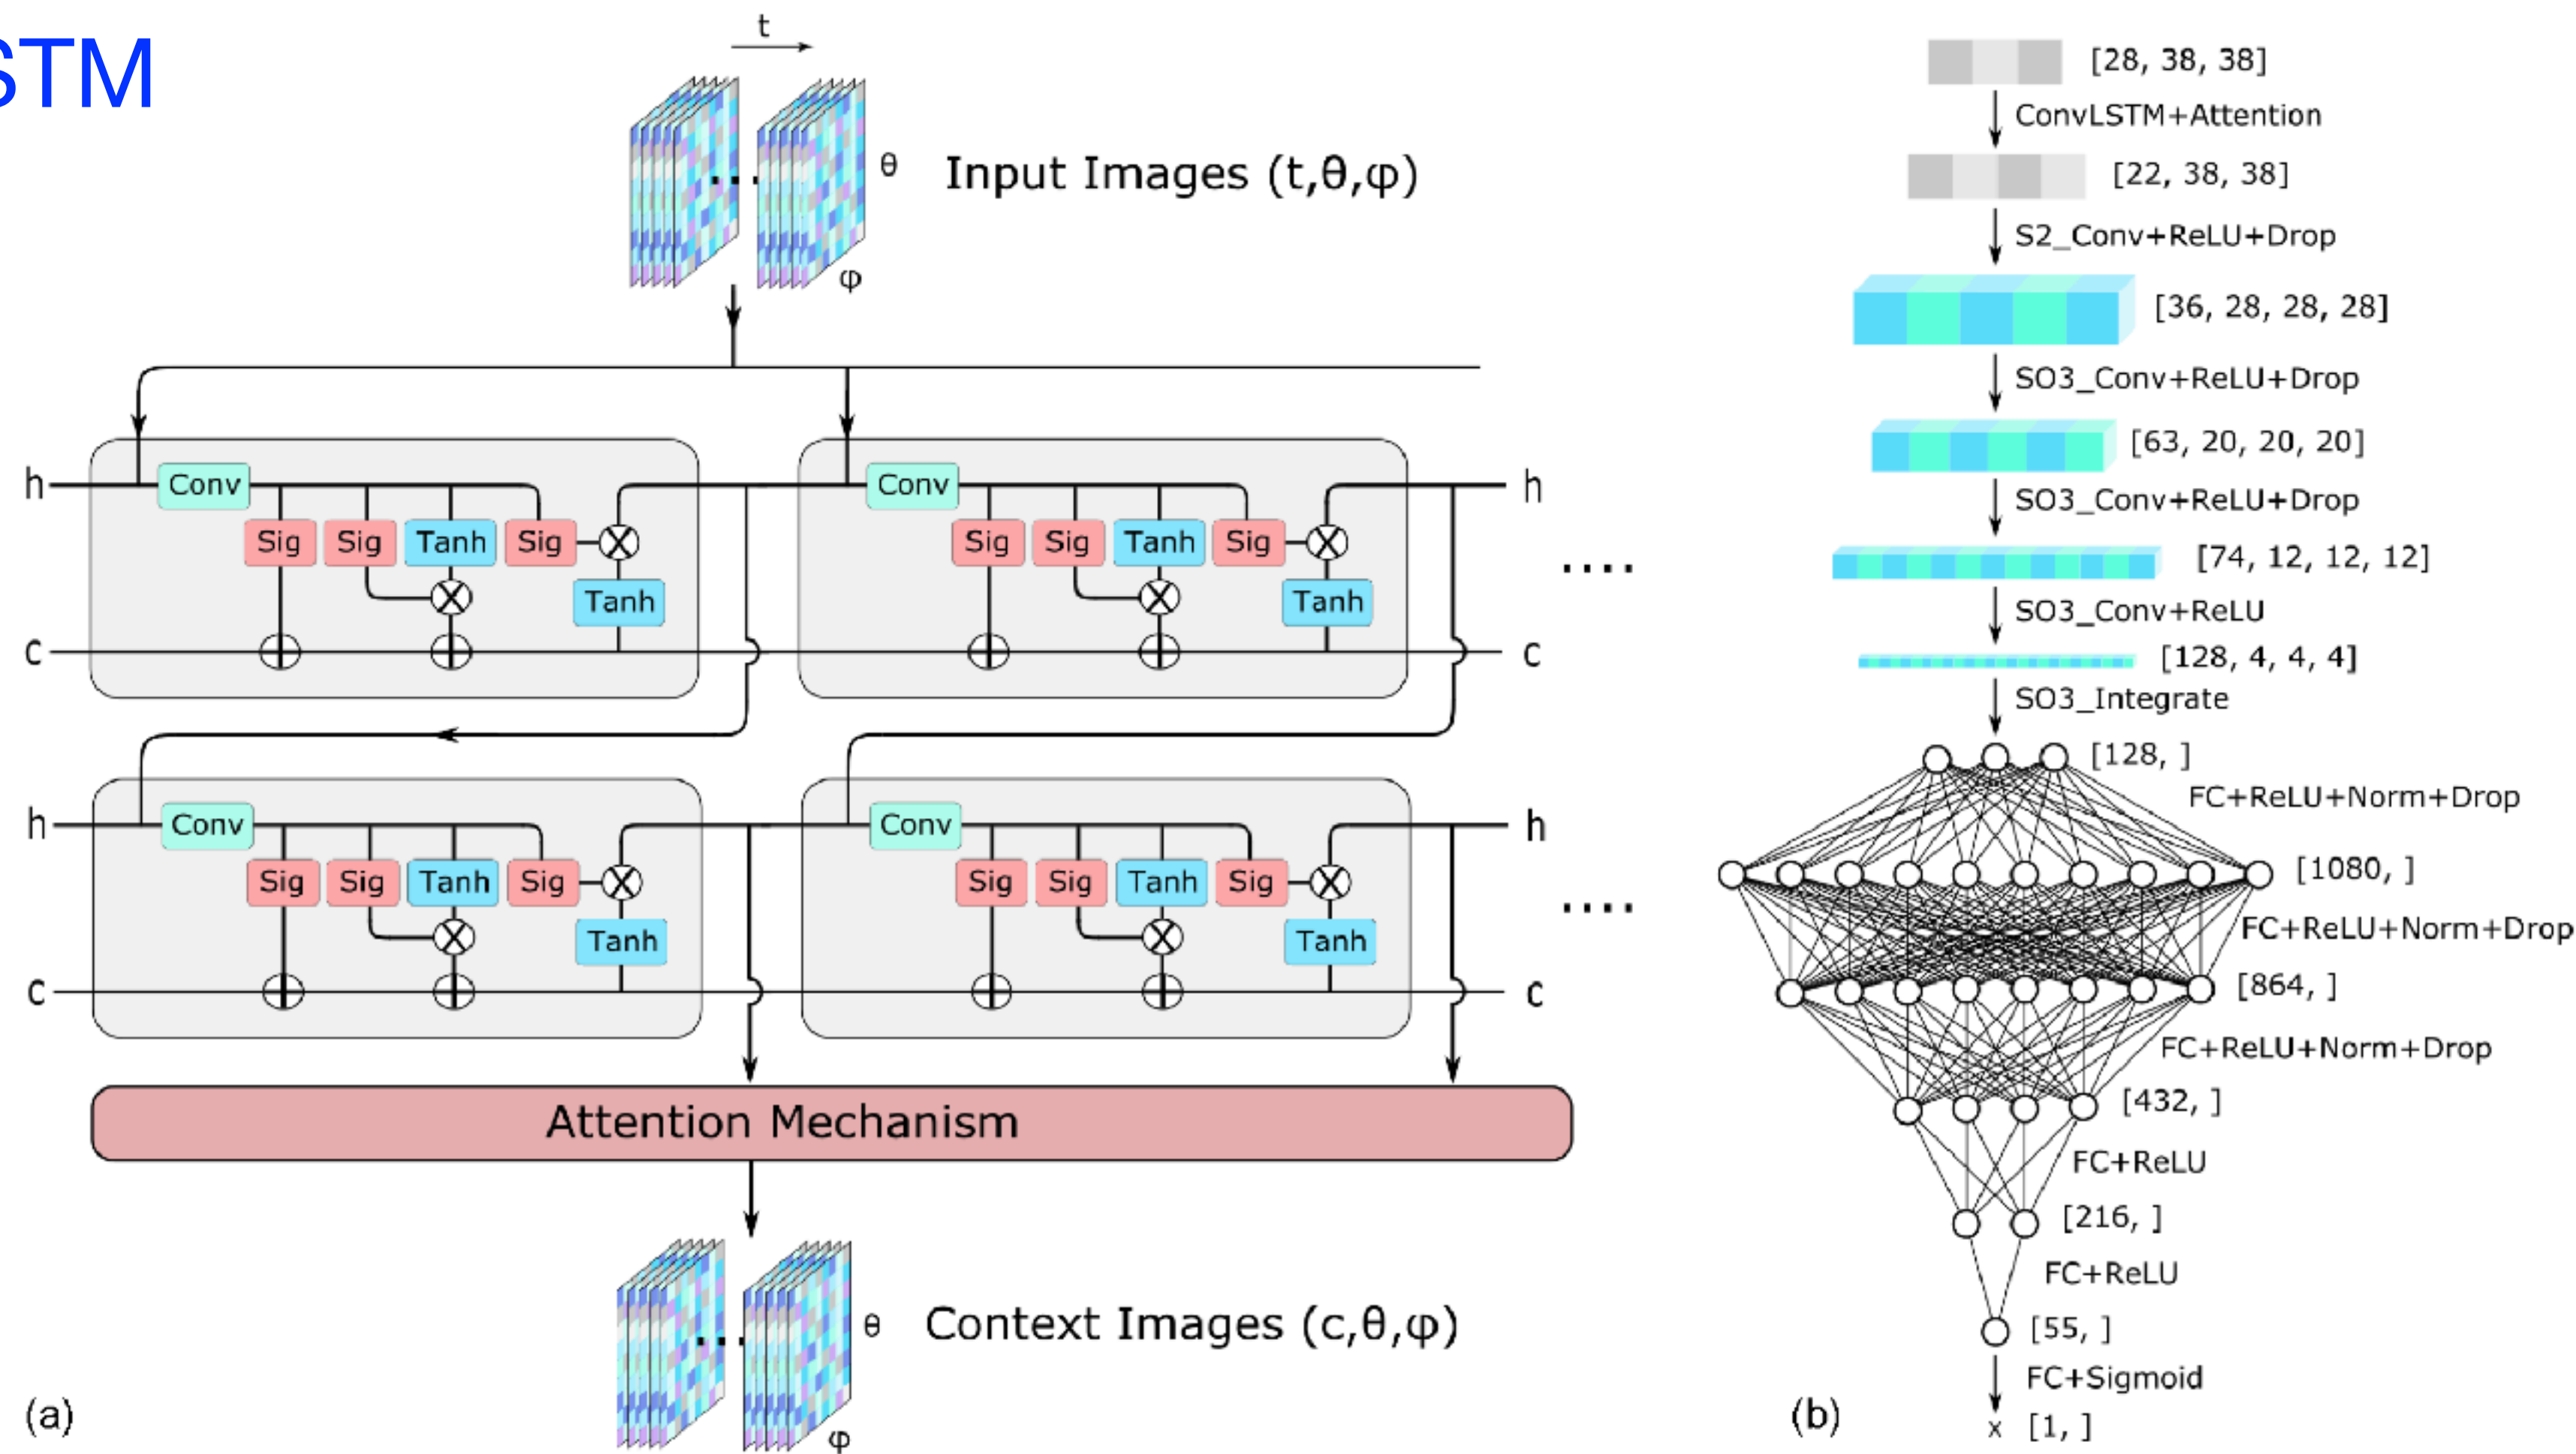 STM
t
θ
Input Images (t,θ,φ)
φ
h
Conv
Conv
h
Sig
Sig
Tanh
Sig
Sig
Sig
Tanh
Sig
....
Tanh
Tanh
c
c
h
Conv
Conv
h
Sig
Sig
Tanh
Sig
Sig
Sig
Tanh
Sig
....
Tanh
Tanh
c
c
Attention Mechanism
θ
Context Images (c,θ,φ)
φ
(a)
[28, 38, 38]
ConvLSTM+Attention
[22, 38, 38]
S2_Conv+ReLU+Drop
[36, 28, 28, 28]
SO3_Conv+ReLU+Drop
[63, 20, 20, 20]
SO3_Conv+ReLU+Drop
[74, 12, 12, 12]
SO3_Conv+ReLU
[128, 4, 4, 4]
SO3_Integrate
[128, ]
FC+ReLU+Norm+Drop
[1080, ]
FC+ReLU+Norm+Drop
[864, ]
FC+ReLU+Norm+Drop
[432, ]
FC+ReLU
[216, ]
FC+ReLU
[55, ]
FC+Sigmoid
x [1, ]
(b)